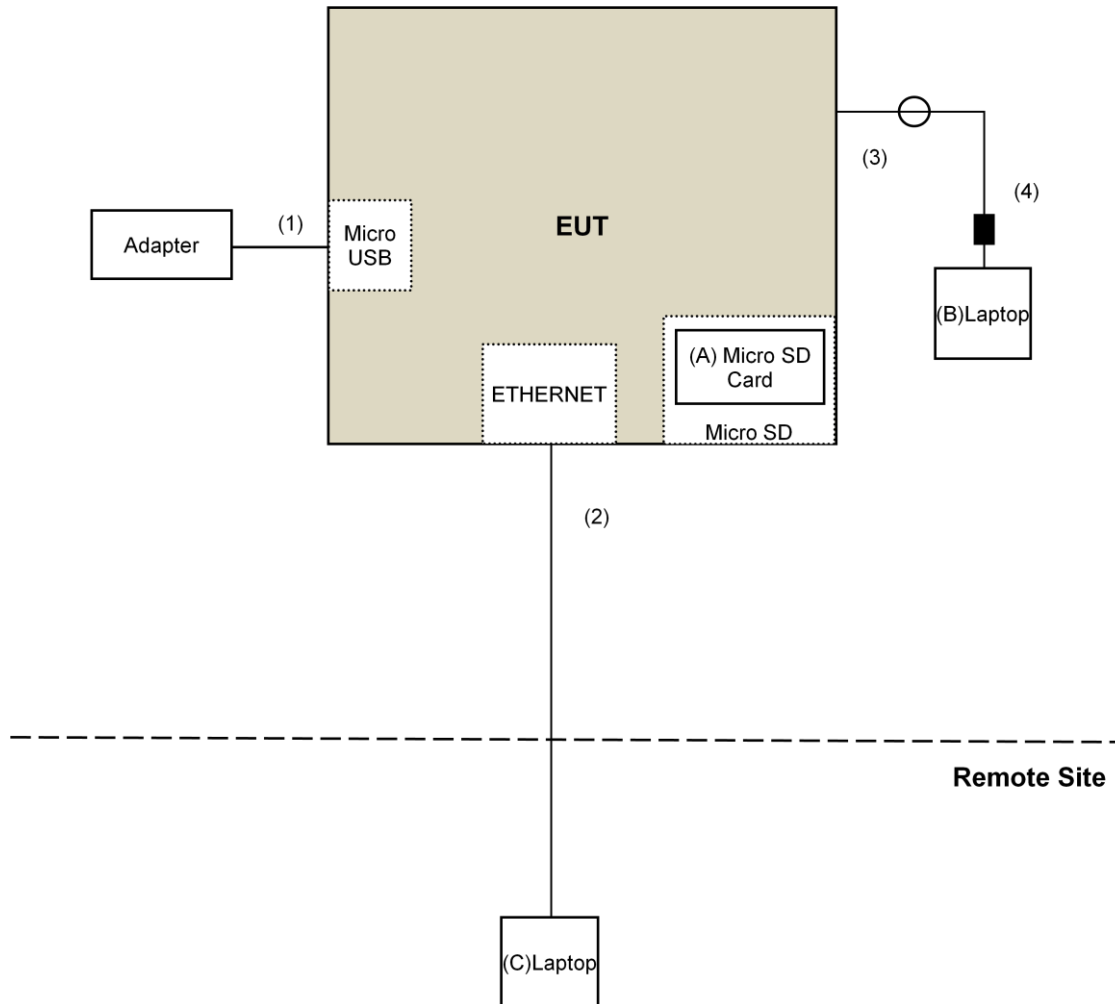 (3)
(4)
EUT
(1)
Adapter
Micro
USB
(B)Laptop
(A) Micro SD
Card
ETHERNET
Micro SD
(2)
Remote Site
(C)Laptop